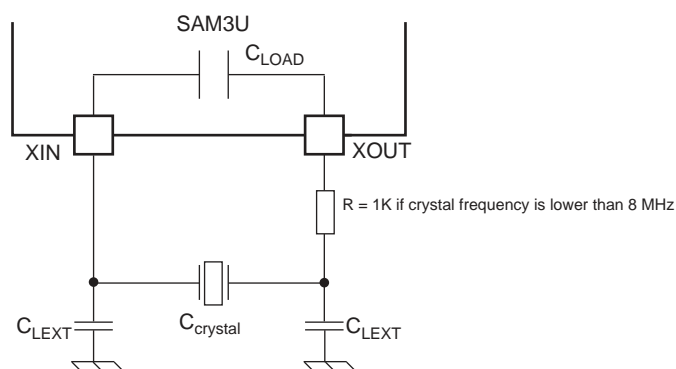 SAM3U
CLOAD
XIN
XOUT
R = 1K if crystal frequency is lower than 8 MHz
CLEXT
Ccrystal
CLEXT